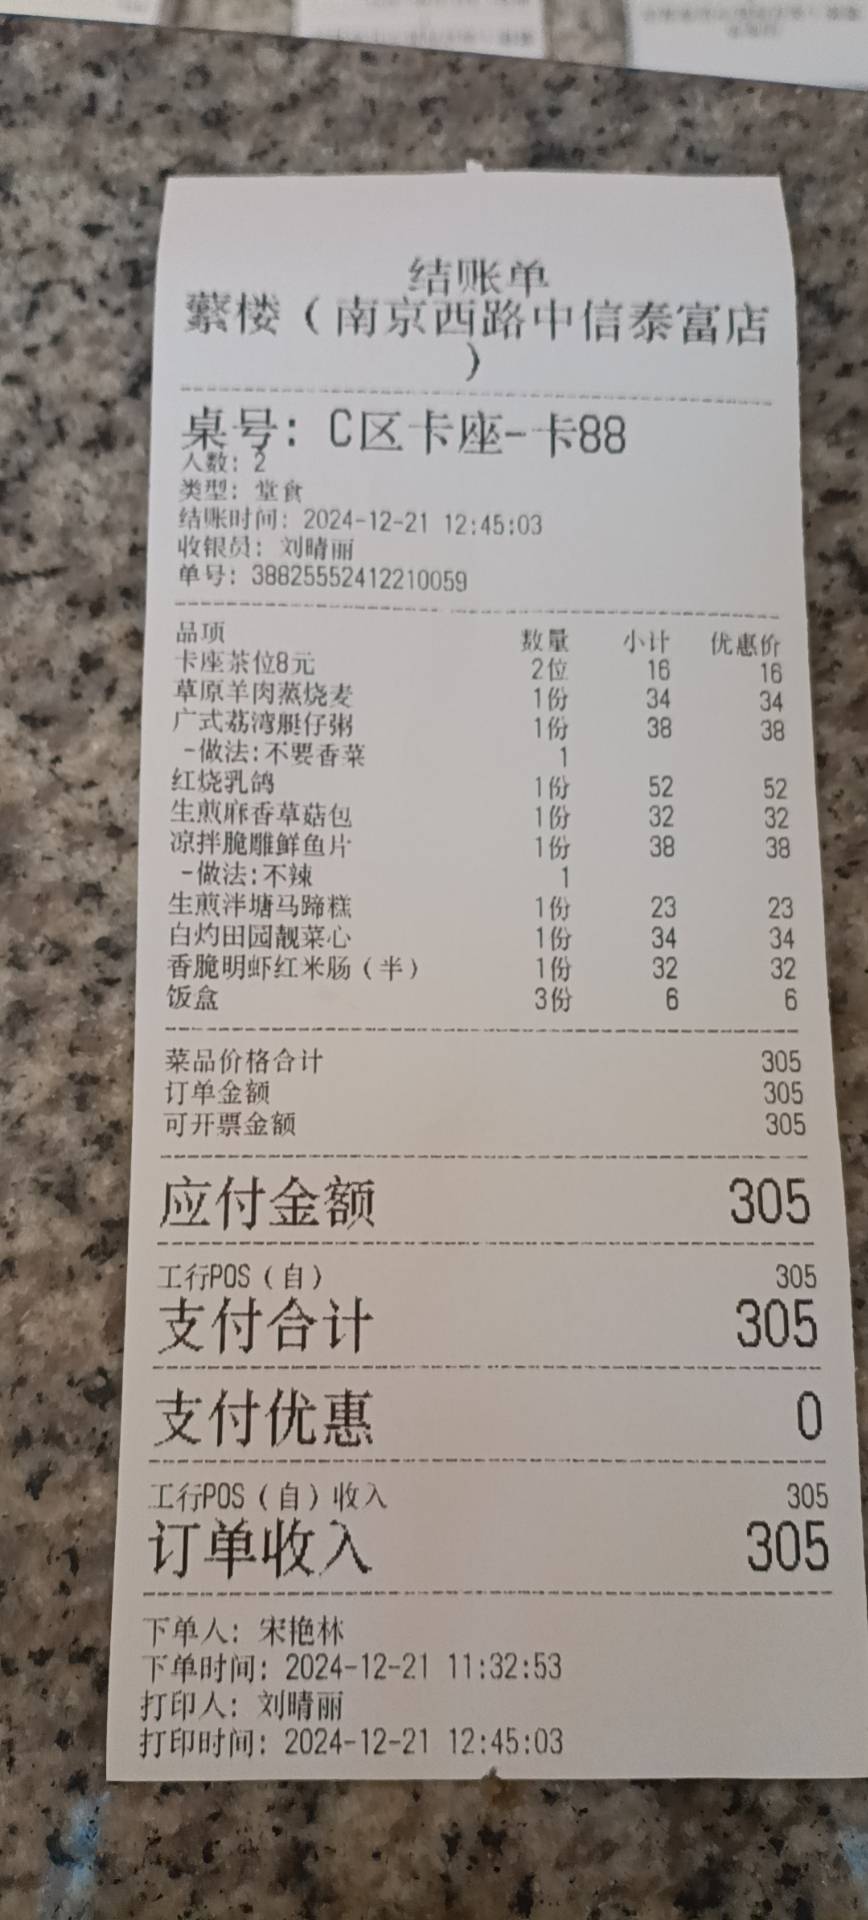 结账单
蘩楼（南京西路中信泰富店
）
桌号: C区卡座-卡88
人数: 2
类型: 堂食
结账时间: 2024-12-21 12:45:03
收银员: 刘晴丽
单号: 38825552412210059
品项 数量 小计 优惠价
卡座茶位8元 2位 16 16
草原羊肉蒸烧麦 1份 34 34
广式荔湾艇仔粥 1份 38 38
-做法:不要香菜 1
红烧乳鸽 1份 52 52
生煎麻香草菇包 1份 32 32
凉拌脆雕鲜鱼片 1份 38 38
-做法:不辣 1
生煎泮塘马蹄糕 1份 23 23
白灼田园靓菜心 1份 34 34
香脆明虾红米肠（半） 1份 32 32
饭盒 3份 6 6
菜品价格合计 305
订单金额 305
可开票金额 305
应付金额 305
工行POS（自） 305
支付合计 305
支付优惠 0
工行POS（自）收入 305
订单收入 305
下单人: 宋艳林
下单时间: 2024-12-21 11:32:53
打印人: 刘晴丽
打印时间: 2024-12-21 12:45:03